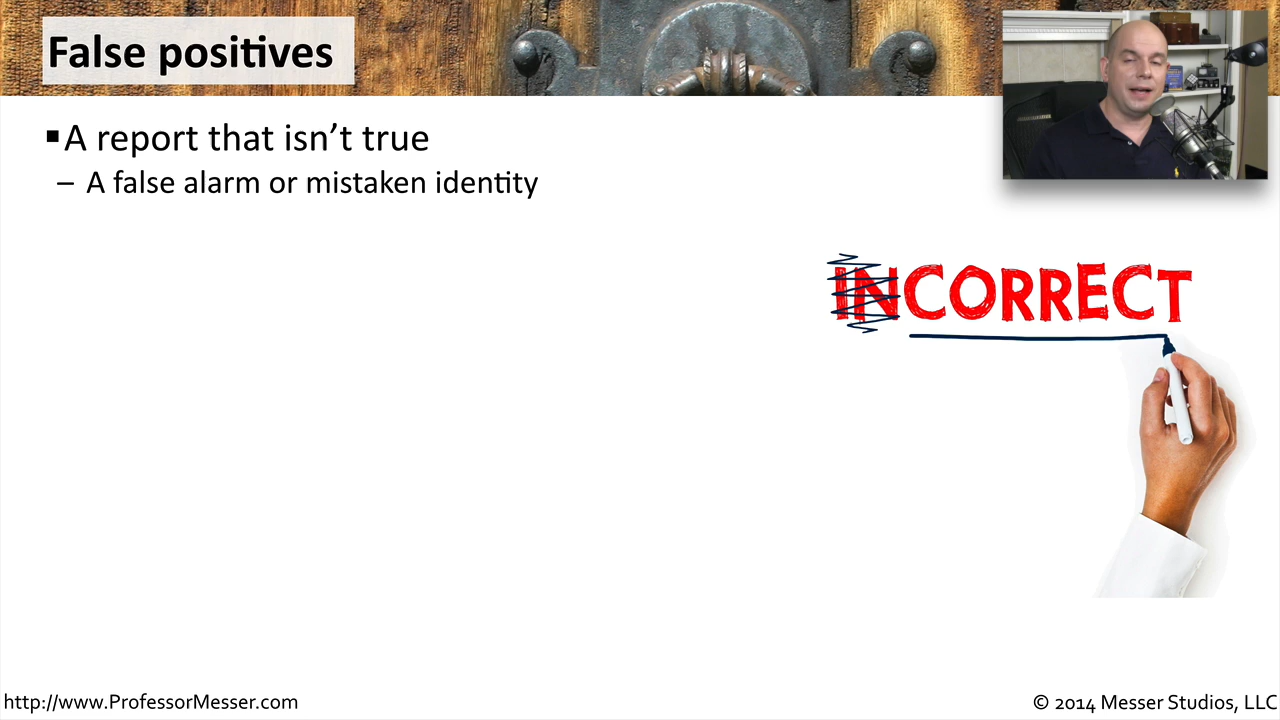 False positives
▪A report that isn't true
– A false alarm or mistaken identity
INCORRECT
http://www.ProfessorMesser.com
© 2014 Messer Studios, LLC